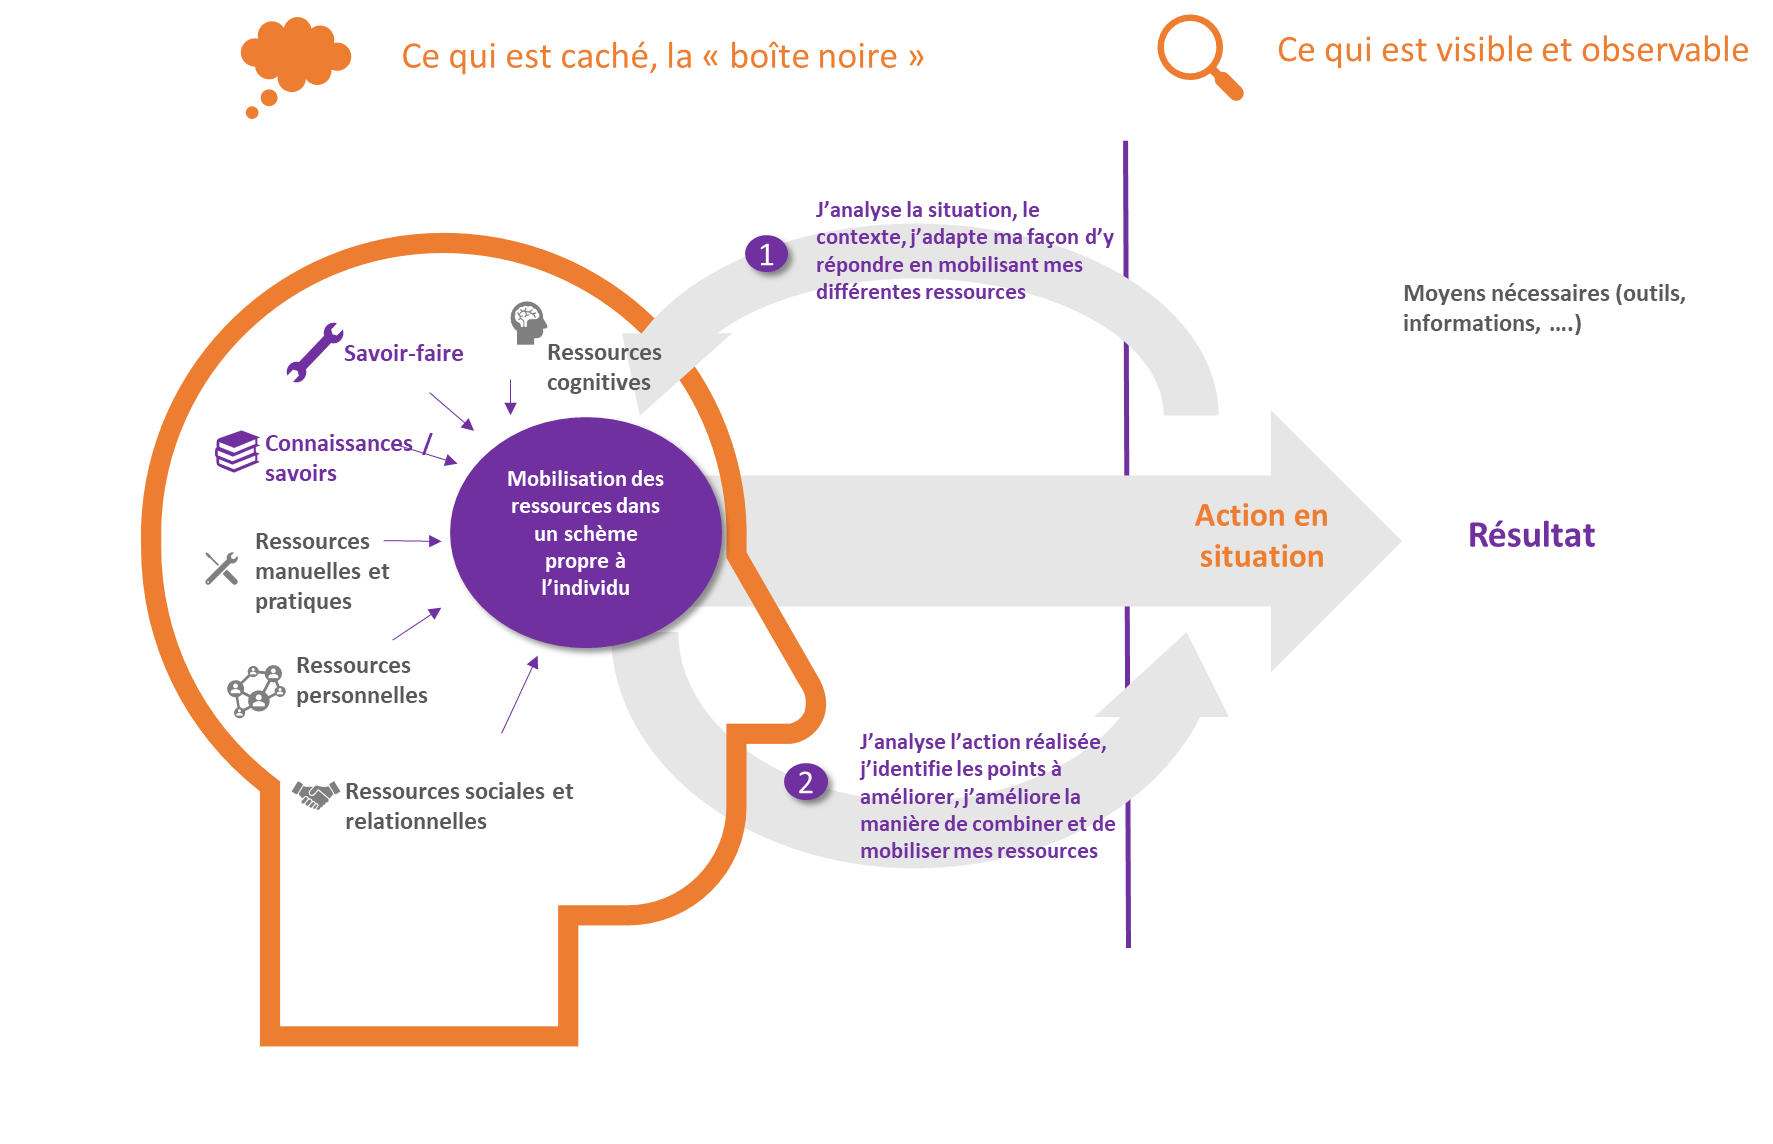 Ce qui est caché, la « boîte noire »
Ce qui est visible et observable
J’analyse la situation, le
contexte, j’adapte ma façon d’y
répondre en mobilisant mes
différentes ressources
1
Moyens nécessaires (outils,
informations, ….)
Savoir-faire
Ressources
cognitives
Connaissances /
savoirs
Ressources
manuelles et
pratiques
Ressources
personnelles
Ressources sociales et
relationnelles
Mobilisation des
ressources dans
un schème
propre à
l’individu
Action en
situation
Résultat
2
J’analyse l’action réalisée,
j’identifie les points à
améliorer, j’améliore la
manière de combiner et de
mobiliser mes ressources